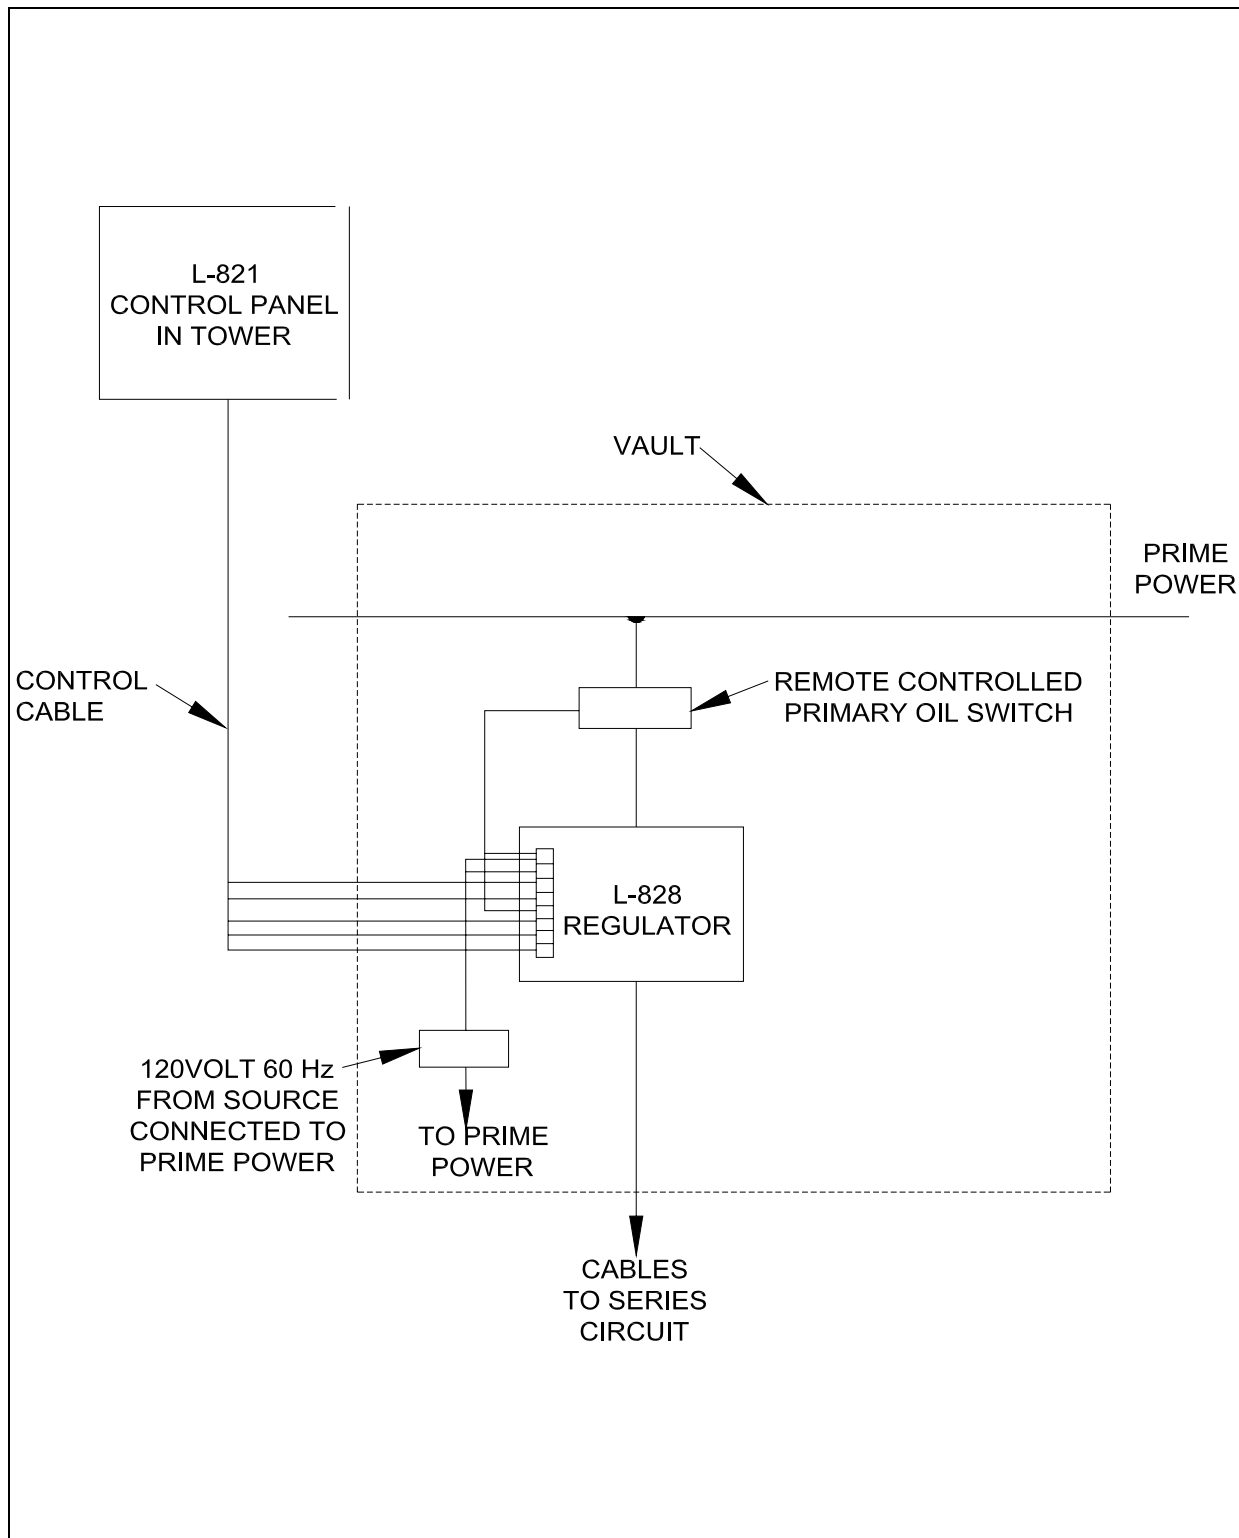 L-821
CONTROL PANEL
IN TOWER
VAULT
PRIME
POWER
CONTROL
CABLE
REMOTE CONTROLLED
PRIMARY OIL SWITCH
L-828
REGULATOR
120VOLT 60 Hz
FROM SOURCE
CONNECTED TO
PRIME POWER
TO PRIME
POWER
CABLES
TO SERIES
CIRCUIT